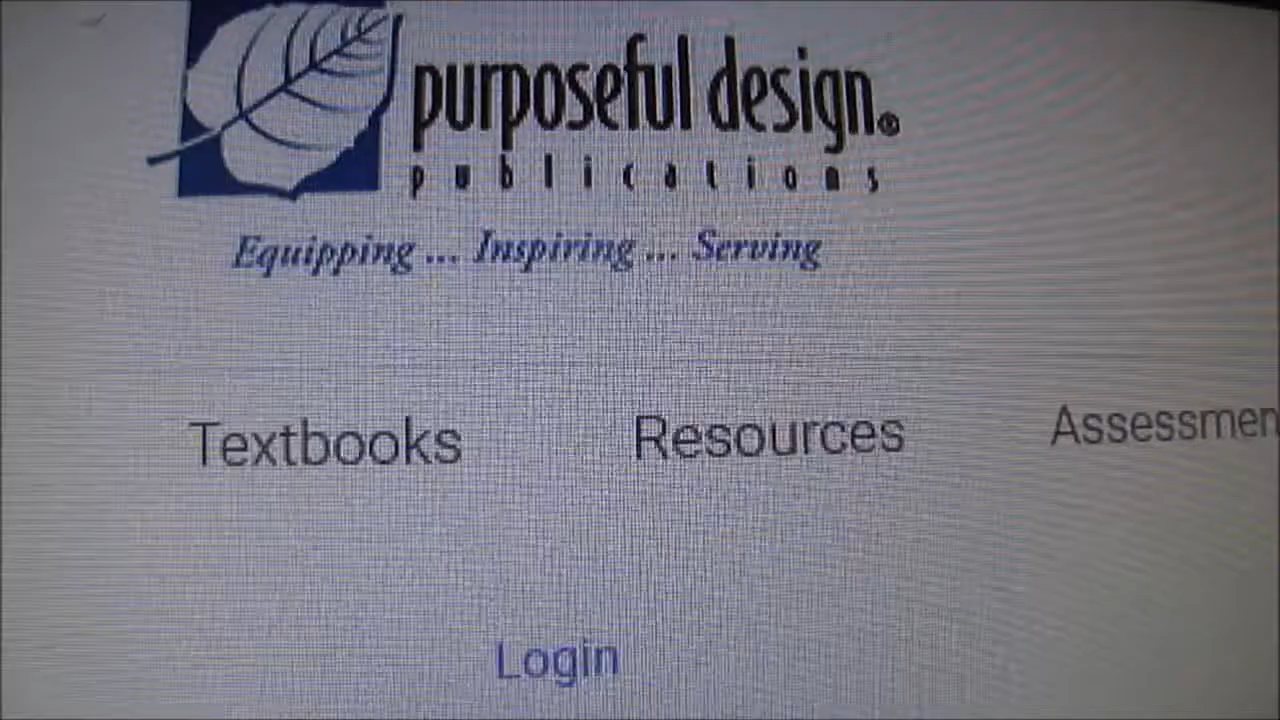 purposeful design®
publications
Equipping ... Inspiring ... Serving
Textbooks Resources Assessmen
Login